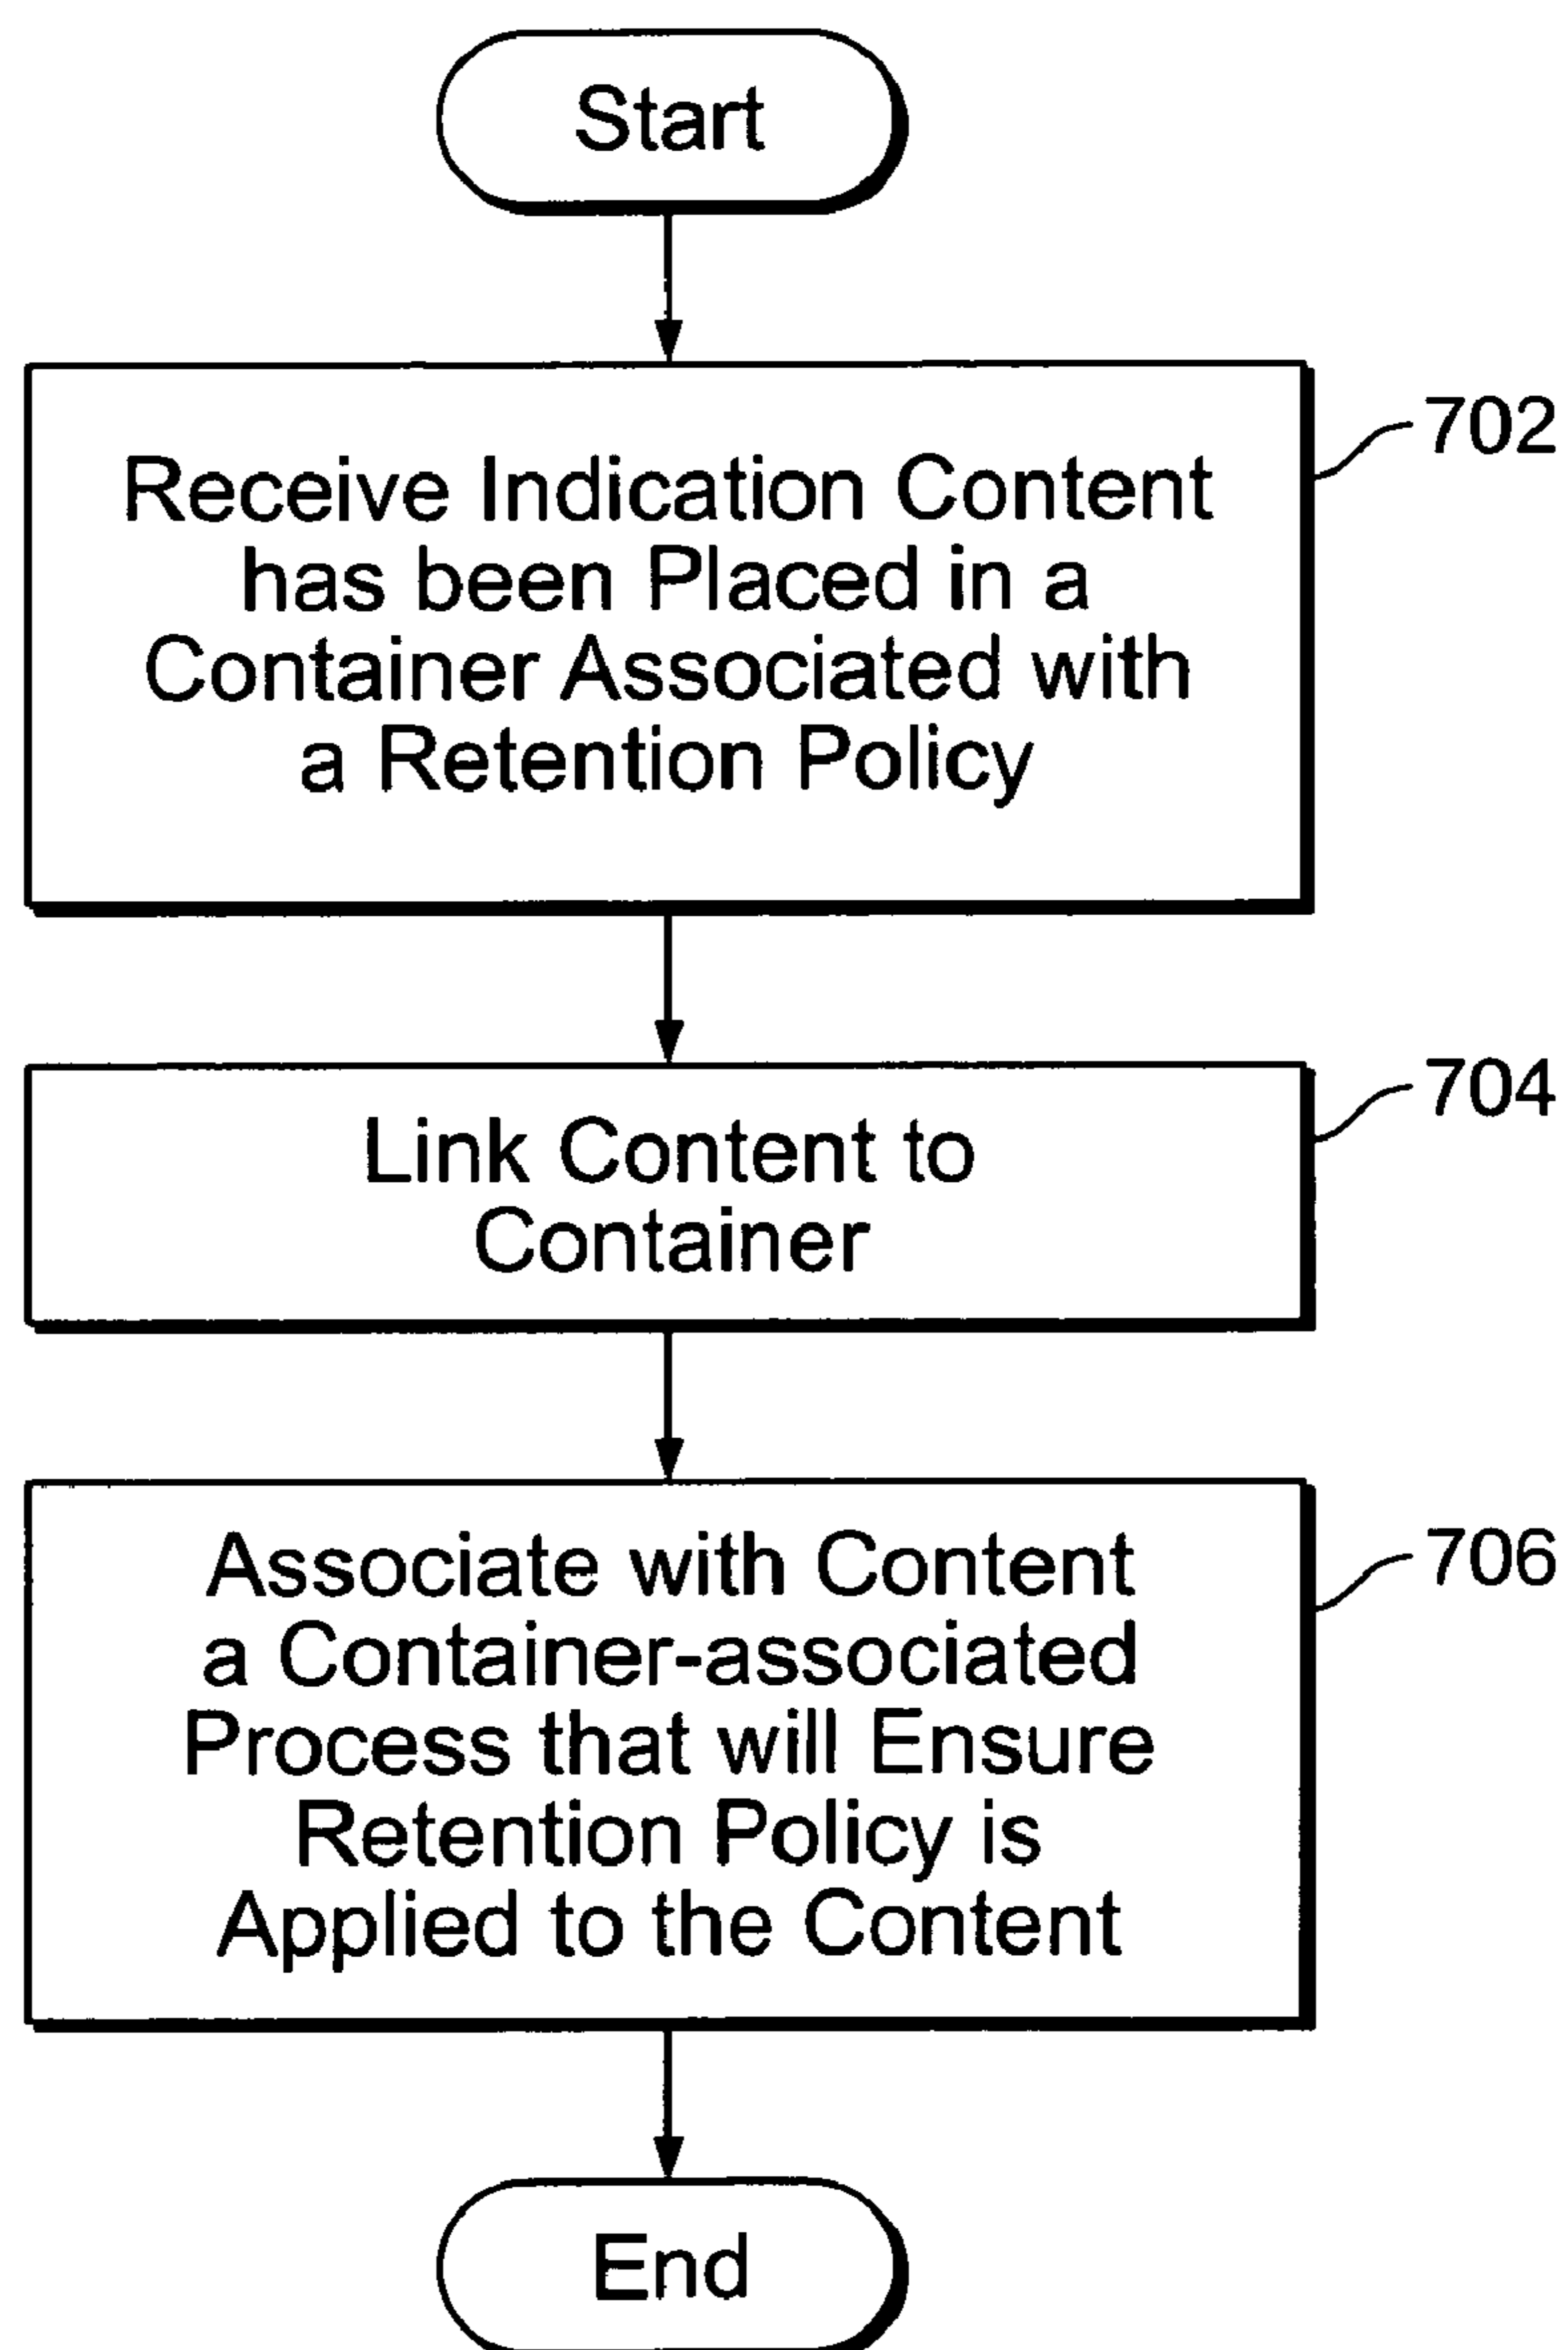 Start
Receive Indication Content
has been Placed in a
Container Associated with
a Retention Policy
702
Link Content to
Container
704
Associate with Content
a Container-associated
Process that will Ensure
Retention Policy is
Applied to the Content
706
End